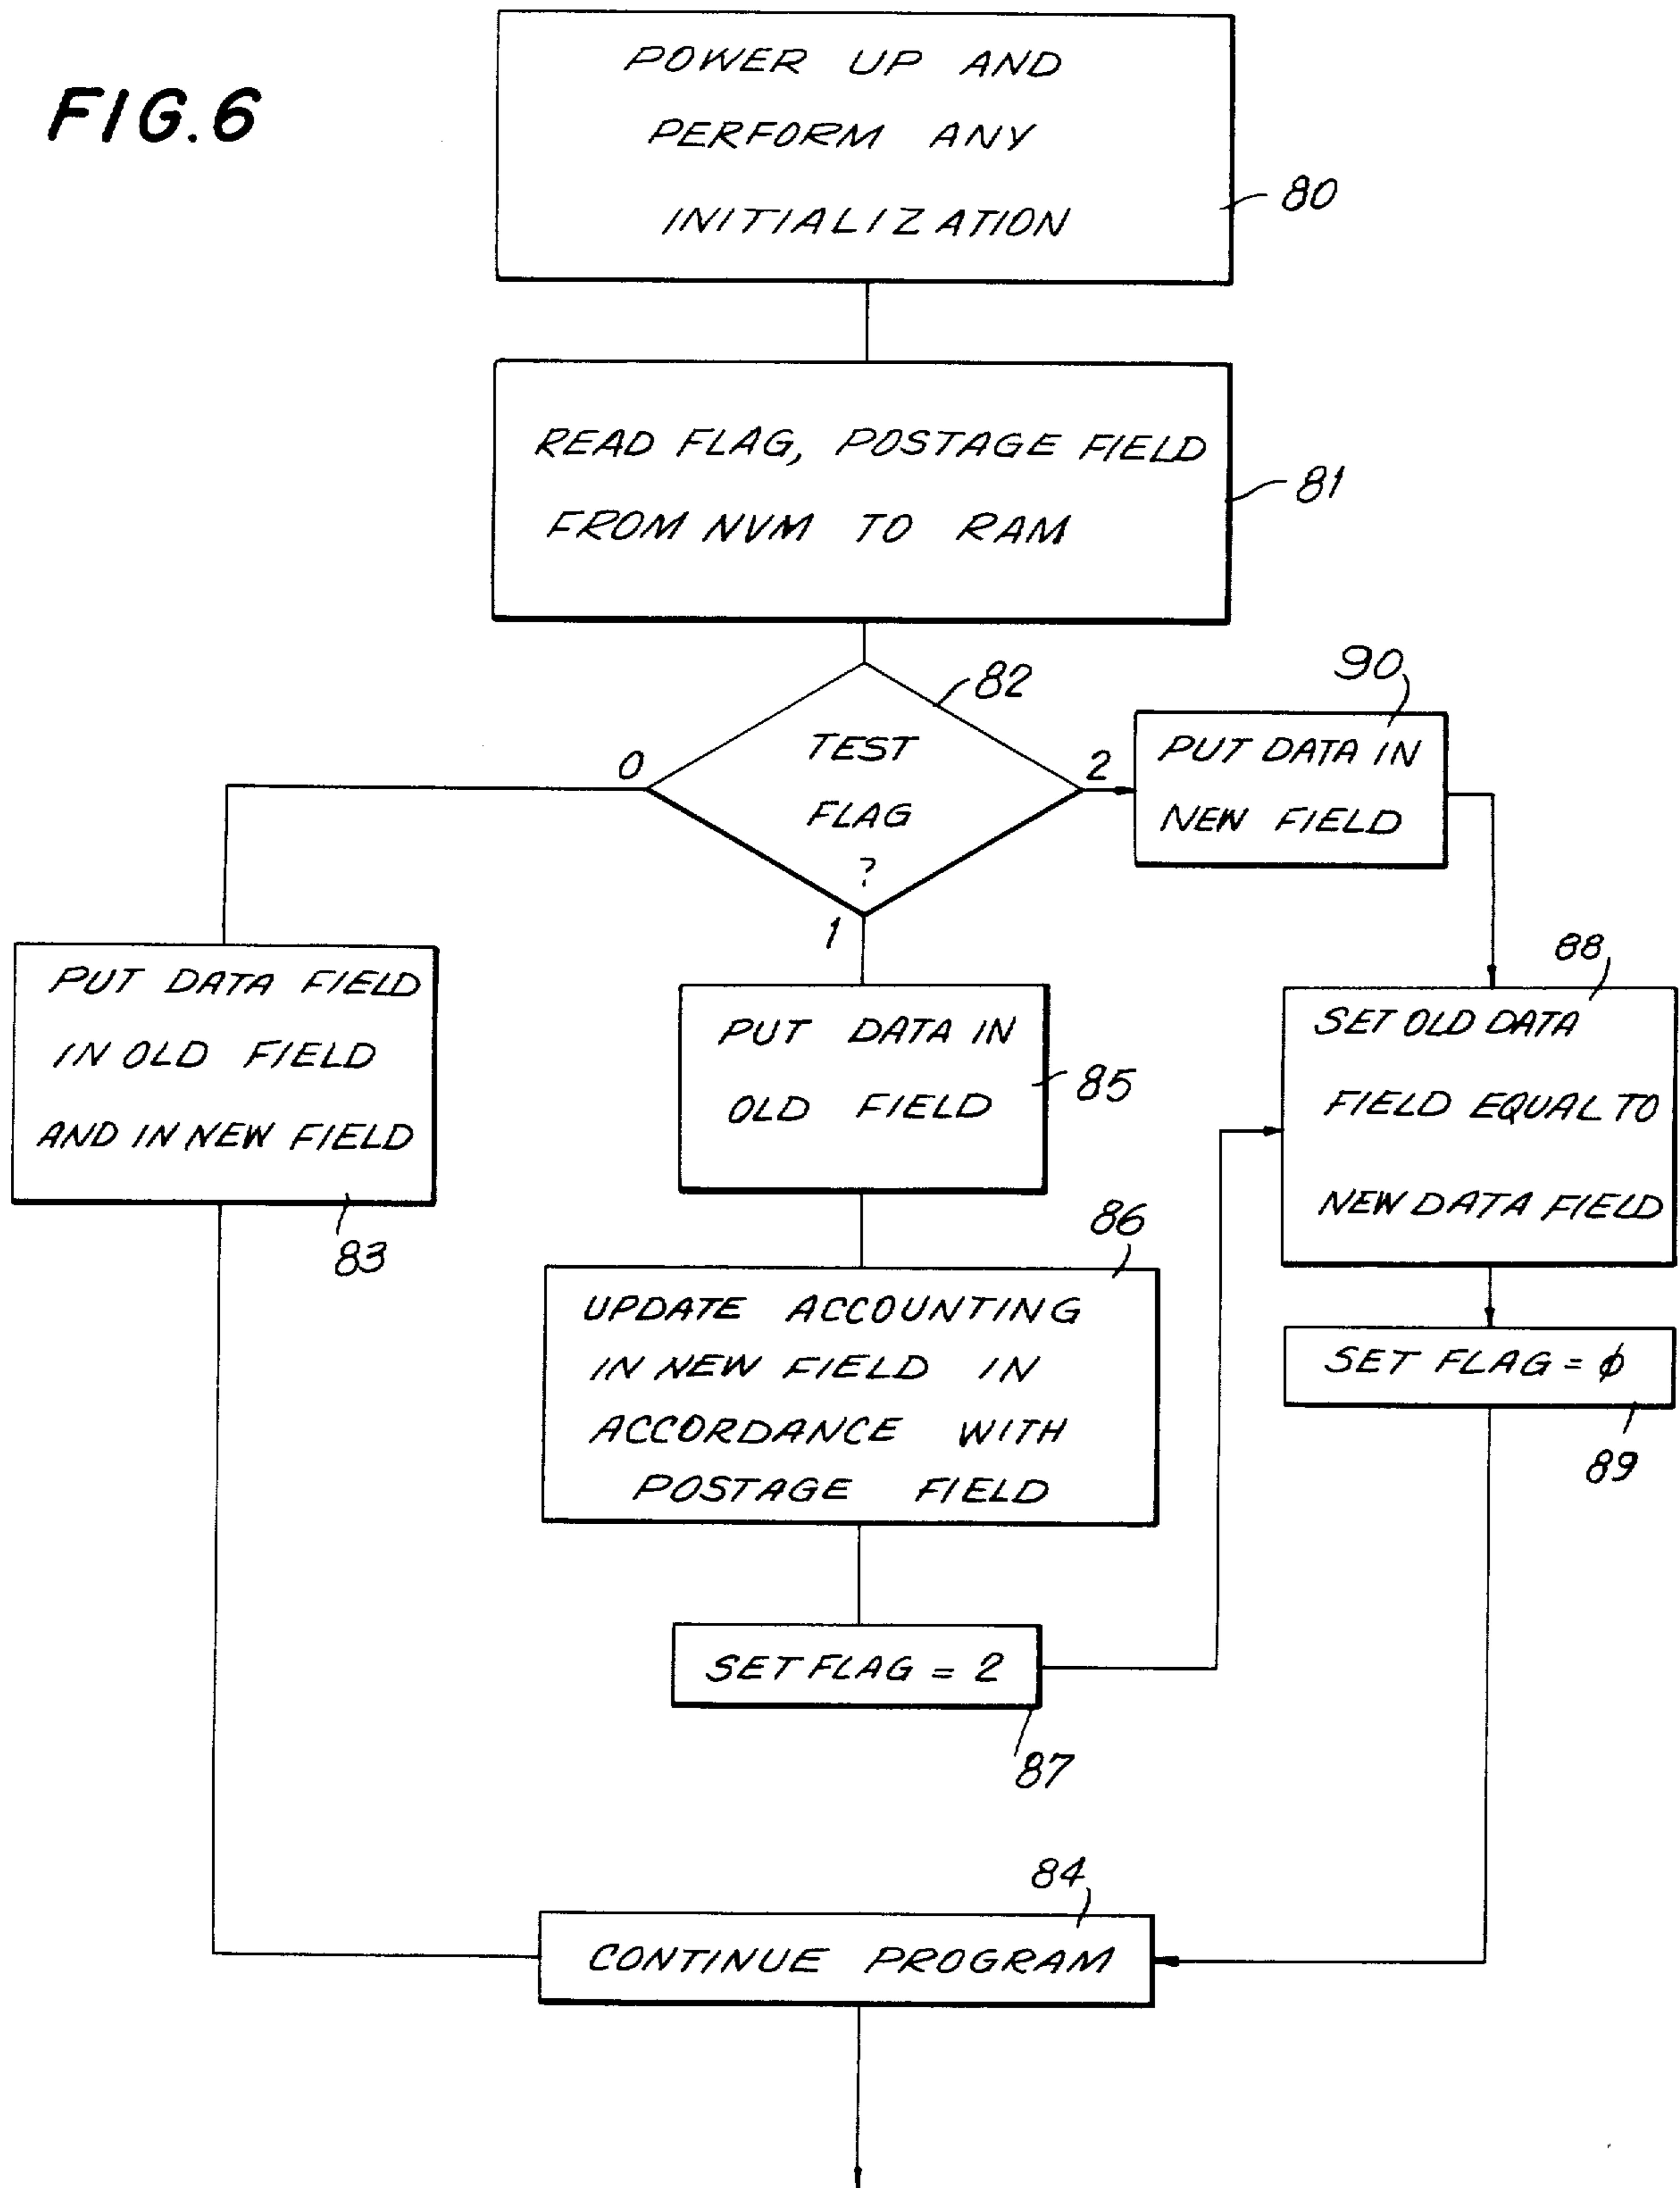 FIG.6
POWER UP AND
PERFORM ANY
INITIALIZATION
80
READ FLAG, POSTAGE FIELD
FROM NVM TO RAM
81
82
TEST
FLAG
?
0
2
1
90
PUT DATA IN
NEW FIELD
PUT DATA FIELD
IN OLD FIELD
AND IN NEW FIELD
83
PUT DATA IN
OLD FIELD
85
88
SET OLD DATA
FIELD EQUAL TO
NEW DATA FIELD
86
UPDATE ACCOUNTING
IN NEW FIELD IN
ACCORDANCE WITH
POSTAGE FIELD
SET FLAG = ϕ
89
SET FLAG = 2
87
84
CONTINUE PROGRAM